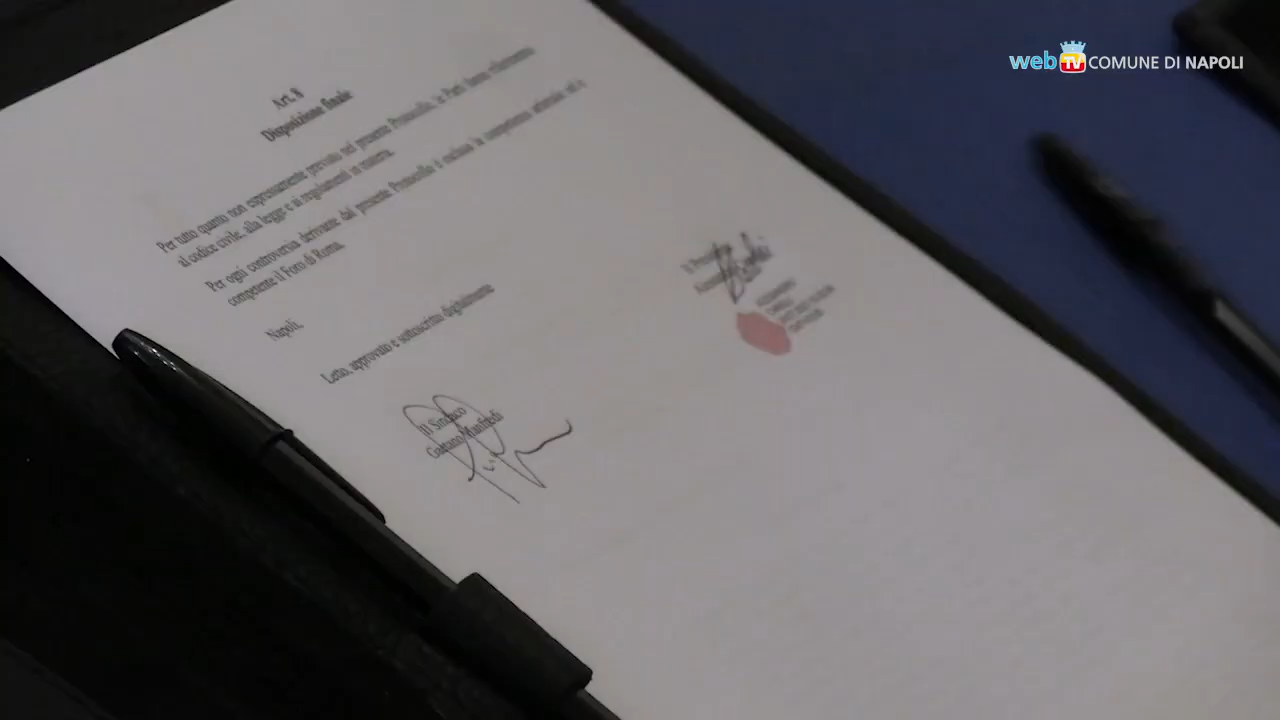 web TV COMUNE DI NAPOLI
Art. 8
Disposizione finale
Per tutto quanto non espressamente previsto nel presente Protocollo, le Parti fanno riferimento
al codice civile, alla legge e ai regolamenti in materia.
Per ogni controversia derivante dal presente Protocollo è esclusa la competenza arbitrale ed è
competente il Foro di Roma.
Napoli,
Letto, approvato e sottoscritto digitalmente
Il Sindaco
Gaetano Manfredi